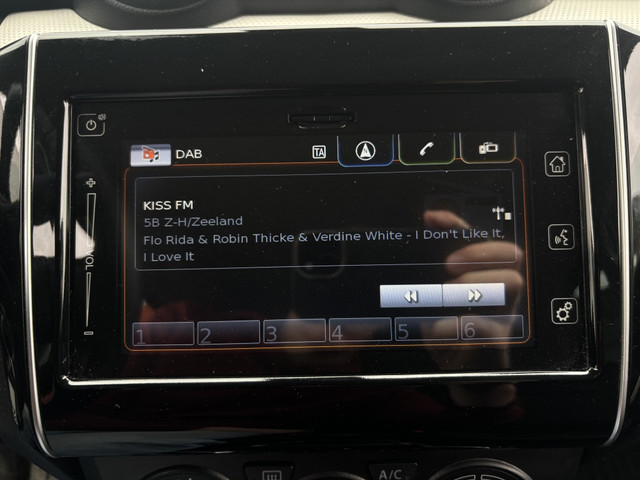 DAB
TA
KISS FM
5B Z-H/Zeeland
Flo Rida & Robin Thicke & Verdine White - I Don't Like It,
I Love It
VOL
1 2 3 4 5 6
A/C